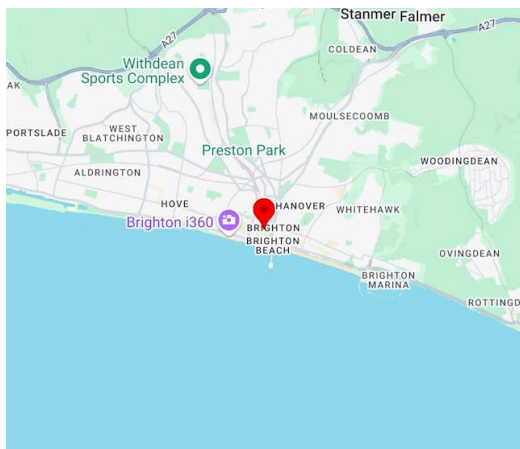 Stanmer Falmer
A27
A27
COLDEAN
Withdean
Sports Complex
AK
MOULSECOOMB
PORTSLADE
WEST
BLATCHINGTON
Preston Park
WOODINGDEAN
ALDRINGTON
HOVE
HANOVER
WHITEHAWK
Brighton i360
BRIGHTON
BRIGHTON
BEACH
OVINGDEAN
BRIGHTON
MARINA
ROTTINGD